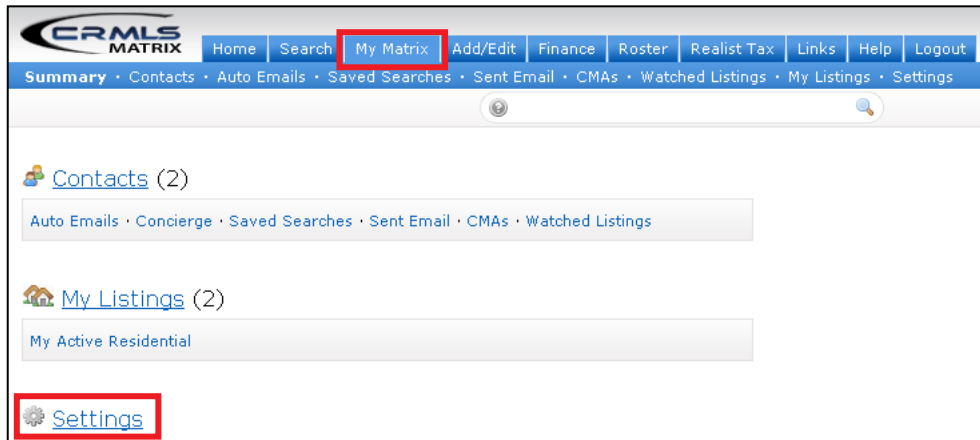 CRMLS
MATRIX
Home Search My Matrix Add/Edit Finance Roster Realist Tax Links Help Logout
Summary · Contacts · Auto Emails · Saved Searches · Sent Email · CMAs · Watched Listings · My Listings · Settings
?
Contacts (2)
Auto Emails · Concierge · Saved Searches · Sent Email · CMAs · Watched Listings
My Listings (2)
My Active Residential
Settings